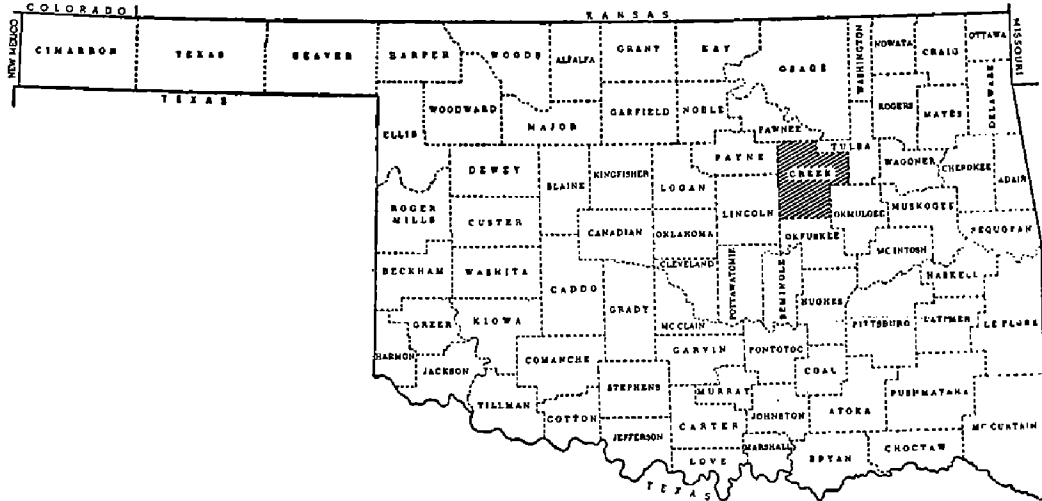 COLORADO
KANSAS
NEW MEXICO
MISSOURI
CIMARRON
TEXAS
BEAVER
HARPER
WOODS
ALFALFA
GRANT
KAY
OSAGE
WASHINGTON
NOWATA
CRAIG
OTTAWA
TEXAS
ELLIS
WOODWARD
MAJOR
GARFIELD
NOBLE
PAWNEE
ROGERS
MAYES
DELAWARE
TULSA
DEWEY
BLAINE
KINGFISHER
LOGAN
PAYNE
CREEK
WAGONER
CHEROKEE
ADAIR
ROGER
MILLS
CUSTER
CANADIAN
OKLAHOMA
LINCOLN
OKMULGEE
MUSKOGEE
SEQUOYAH
OKFUSKEE
MCINTOSH
BECKHAM
WASHITA
CADDO
GRADY
CLEVELAND
POTTAWATOMIE
SEMINOLE
HUGHES
HASKELL
GREER
KIOWA
MCCLAIN
PITTSBURG
LATIMER
LE FLORE
HARMON
JACKSON
COMANCHE
GARVIN
PONTOTOC
COAL
STEPHENS
MURRAY
PUSHMATAHA
TILLMAN
COTTON
JOHNSTON
ATOKA
JEFFERSON
CARTER
MARSHALL
MC CURTAIN
LOVE
BRYAN
CHOCTAW
TEXAS